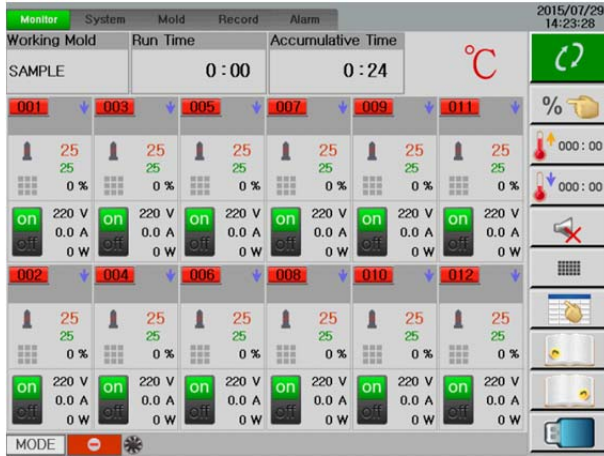 Monitor System Mold Record Alarm
2015/07/29
14:23:28
Working Mold Run Time Accumulative Time
SAMPLE 0:00 0:24 ℃
%
000:00
000:00
001 003 005 007 009 011
25 25 25 25 25 25
25 25 25 25 25 25
0 % 0 % 0 % 0 % 0 % 0 %
on 220 V on 220 V on 220 V on 220 V on 220 V on 220 V
0.0 A 0.0 A 0.0 A 0.0 A 0.0 A 0.0 A
off 0 W off 0 W off 0 W off 0 W off 0 W off 0 W
002 004 006 008 010 012
25 25 25 25 25 25
25 25 25 25 25 25
0 % 0 % 0 % 0 % 0 % 0 %
on 220 V on 220 V on 220 V on 220 V on 220 V on 220 V
0.0 A 0.0 A 0.0 A 0.0 A 0.0 A 0.0 A
off 0 W off 0 W off 0 W off 0 W off 0 W off 0 W
MODE